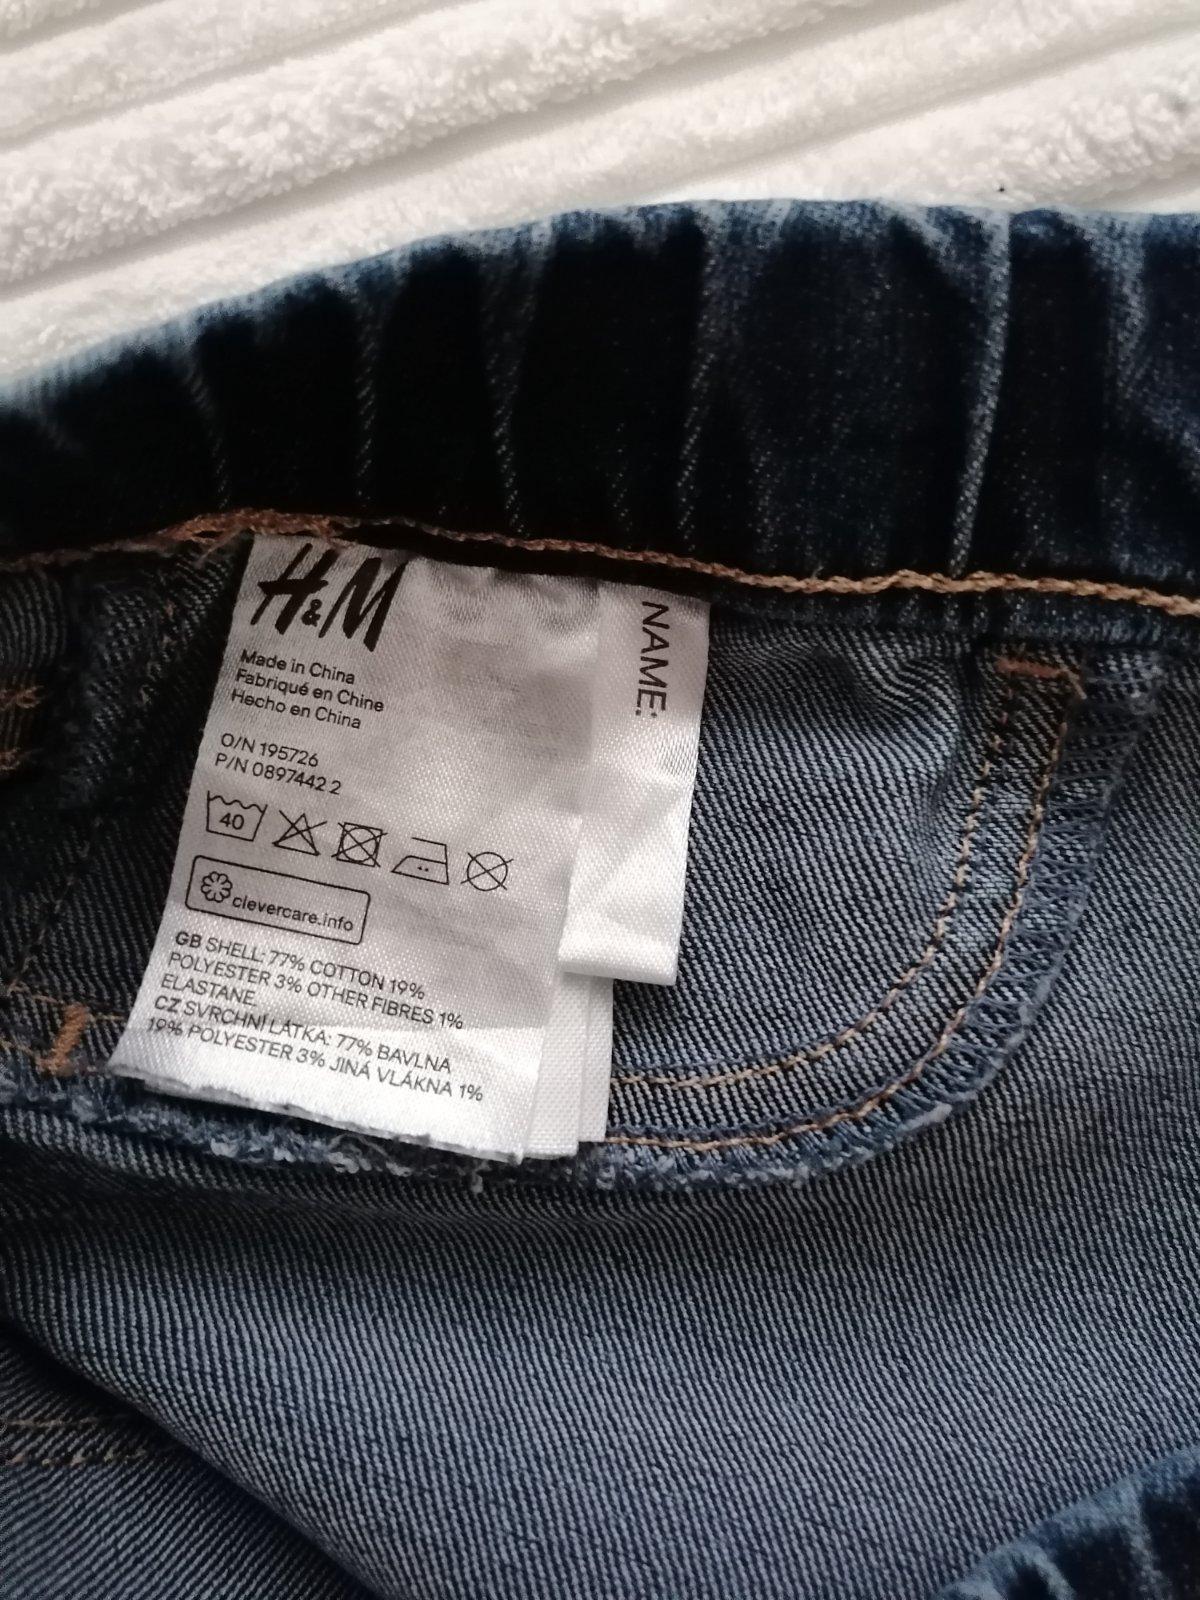 H&M
Made in China
Fabriqué en Chine
Hecho en China
O/N 195726
P/N 0897442 2
40
clevercare.info
GB SHELL: 77% COTTON 19%
POLYESTER 3% OTHER FIBRES 1%
ELASTANE.
CZ SVRCHNÍ LÁTKA: 77% BAVLNA
19% POLYESTER 3% JINÁ VLÁKNA 1%
NAME: